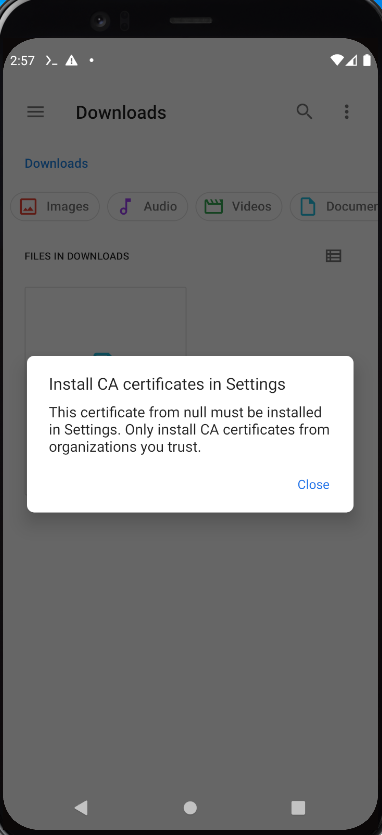 2:57
Downloads
Downloads
Images
Audio
Videos
Documen
FILES IN DOWNLOADS
Install CA certificates in Settings
This certificate from null must be installed
in Settings. Only install CA certificates from
organizations you trust.
Close